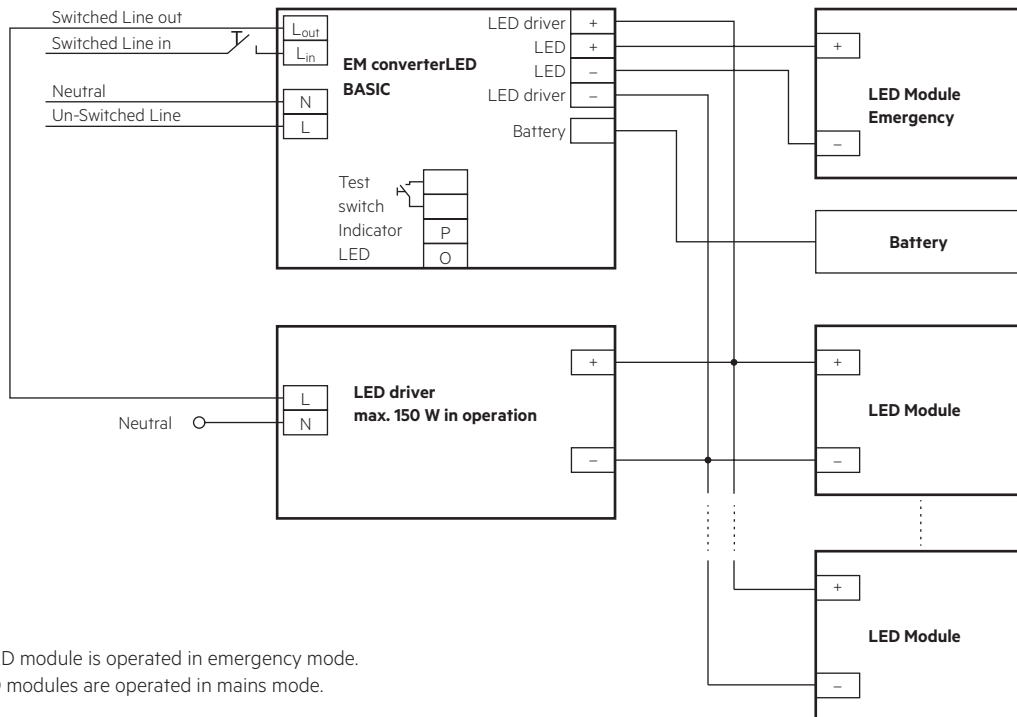 Switched Line out
Switched Line in
Neutral
Un-Switched Line
Lout
Lin
N
L
EM converterLED
BASIC
LED driver +
LED +
LED –
LED driver –
Battery
Test
switch
Indicator P
LED O
+
–
LED Module
Emergency
Battery
Neutral
L
N
LED driver
max. 150 W in operation
+
–
+
–
LED Module
+
–
LED Module
module is operated in emergency mode.
modules are operated in mains mode.